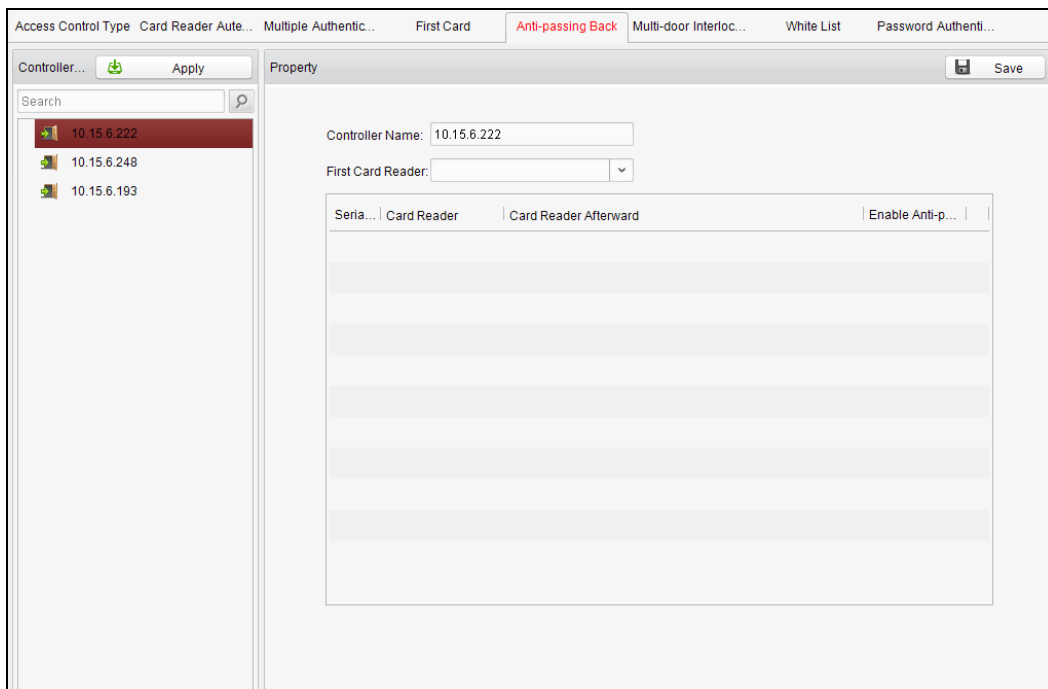 Access Control Type Card Reader Aute... Multiple Authentic... First Card Anti-passing Back Multi-door Interloc... White List Password Authenti...
Controller... Apply Property Save
Search
10.15.6.222
10.15.6.248
10.15.6.193
Controller Name: 10.15.6.222
First Card Reader:
Seria... Card Reader Card Reader Afterward Enable Anti-p...